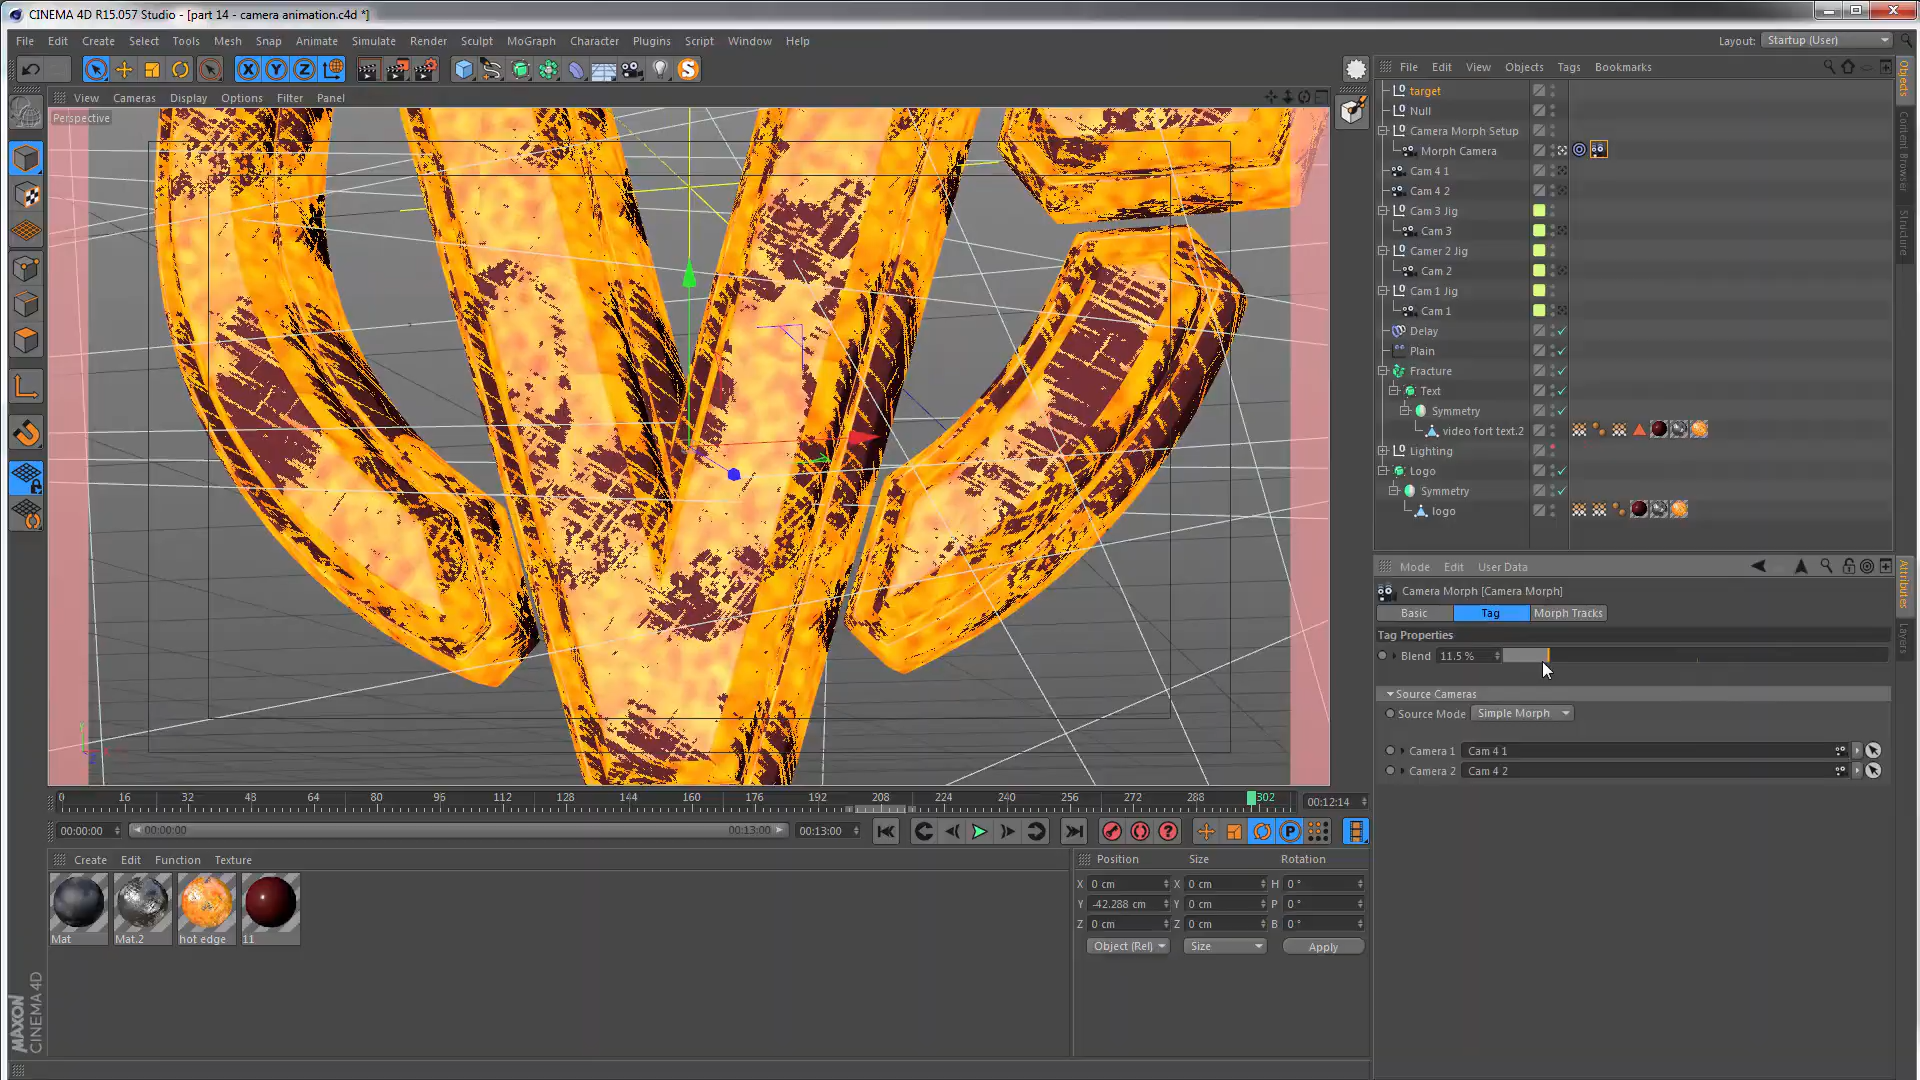 CINEMA 4D R15.057 Studio - [part 14 - camera animation.c4d *]
File Edit Create Select Tools Mesh Snap Animate Simulate Render Sculpt MoGraph Character Plugins Script Window Help
Layout: Startup (User)
View Cameras Display Options Filter Panel
Perspective
File Edit View Objects Tags Bookmarks
target
Null
Camera Morph Setup
Morph Camera
Cam 4 1
Cam 4 2
Cam 3 Jig
Cam 3
Camer 2 Jig
Cam 2
Cam 1 Jig
Cam 1
Delay
Plain
Fracture
Text
Symmetry
video fort text.2
Lighting
Logo
Symmetry
logo
Objects
Content Browser
Structure
Mode Edit User Data
Camera Morph [Camera Morph]
Basic Tag Morph Tracks
Tag Properties
Blend 11.5 %
Source Cameras
Source Mode Simple Morph
Camera 1 Cam 4 1
Camera 2 Cam 4 2
Attributes
Layers
0 16 32 48 64 80 95 112 128 144 160 176 192 208 224 240 256 272 288 302
00:12:14
00:00:00 00:00:00 00:13:00 00:13:00
Create Edit Function Texture
Mat Mat.2 hot edge 11
Position Size Rotation
X 0 cm X 0 cm H 0 °
Y -42.288 cm Y 0 cm P 0 °
Z 0 cm Z 0 cm B 0 °
Object (Rel) Size Apply
MAXON
CINEMA 4D